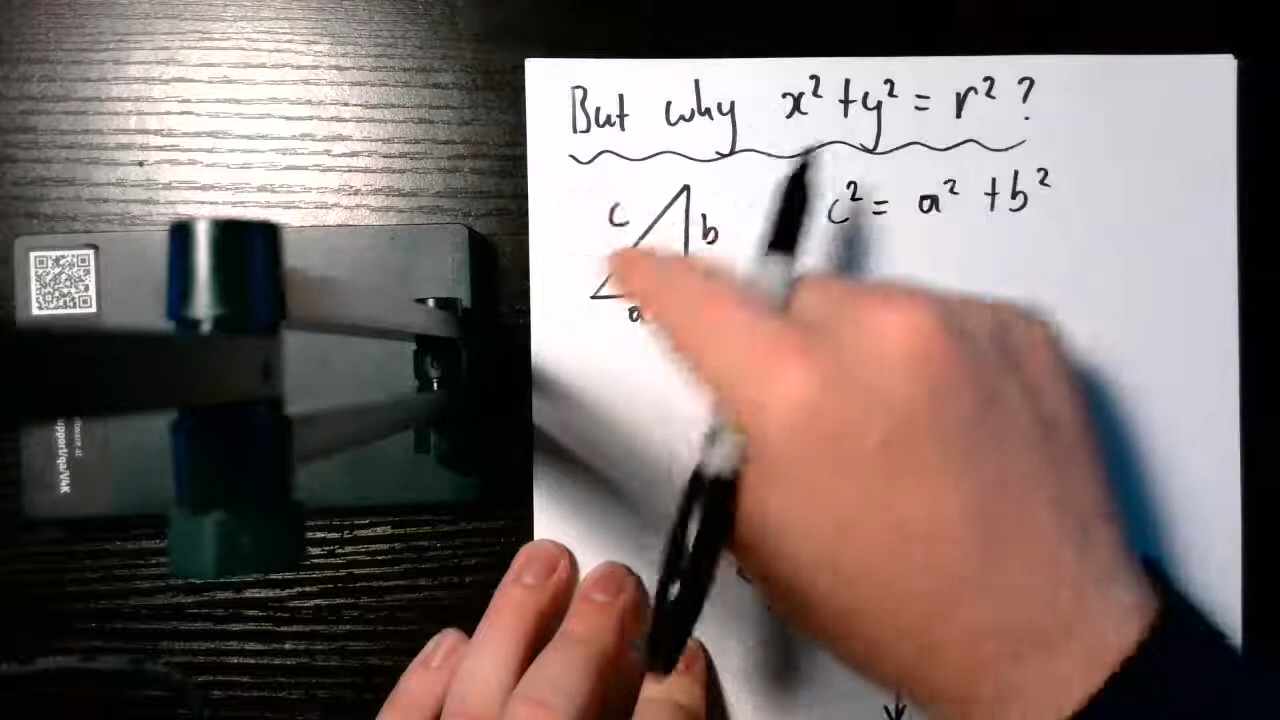 But why x² + y² = r² ?
c² = a² + b²
c
b
a